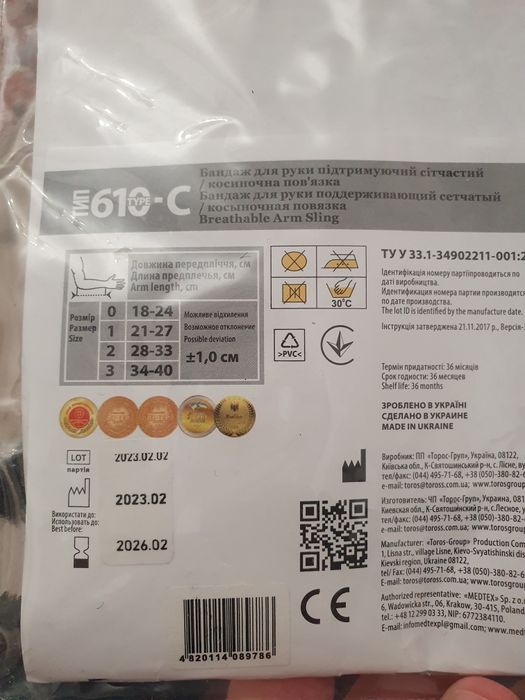 ТИП 610-С
TYPE
Бандаж для руки підтримуючий сітчастий
/ косиночна пов'язка
Бандаж для руки поддерживающий сетчатый
/ косыночная повязка
Breathable Arm Sling
Довжина передпліччя, см
Длина предплечья, см
Arm length, cm
Розмір
Размер
Size
0 18-24
1 21-27
2 28-33
3 34-40
Можливе відхилення
Возможное отклонение
Possible deviation
±1,0 см
30°C
>PVC<
ТУ У 33.1-34902211-001:2
Ідентифікація номеру партії проводиться по
даті виробництва.
Идентификация номера партии производится
по дате производства.
The lot ID is identified by the manufacture date.
Інструкція затверджена 21.11.2017 р., Версія-
Термін придатності: 36 місяців
Срок годности: 36 месяцев
Shelf life: 36 months
ЗРОБЛЕНО В УКРАЇНІ
СДЕЛАНО В УКРАИНЕ
MADE IN UKRAINE
LOT
партія
2023.02.02
2023.02
Використати до:
Использовать до:
Best before:
2026.02
Виробник: ПП «Торос-Груп», Україна, 08122,
Київська обл., К-Святошинський р-н, с.Лісне, ву
тел/факс: (044) 495-71-68, +38 (050)-380-82-
e-mail: toros@toross.com.ua; www.torosgrou
Изготовитель: ЧП «Торос-Груп», Украина, 081
Киевская обл., К-Святошинский р-н, с.Лесное, у
тел/факс: (044) 495-71-68, +38 (050)-380-82-
e-mail: toros@toross.com.ua; www.torosgro
Manufacturer: «Toros-Group» Production Com
1, Lisna str., village Lisne, Kievo-Svyatishinski dis
Kievski region, Ukraine 08122,
tel/ Fax: (044) 495-71-68, +38 (050)-380-82-6
e-mail: toros@toross.com.ua; www.torosgrou
Authorized representative: «MEDTEX» Sp. z o.
6, Wadowicka str., 06, Krakow, 30-415, Poland
tel.: +48 12 299 03 33, NIP: 6772384110.
E-mail: infomedtexpl@gmail.com; www.medt
CE
4 820114 089786